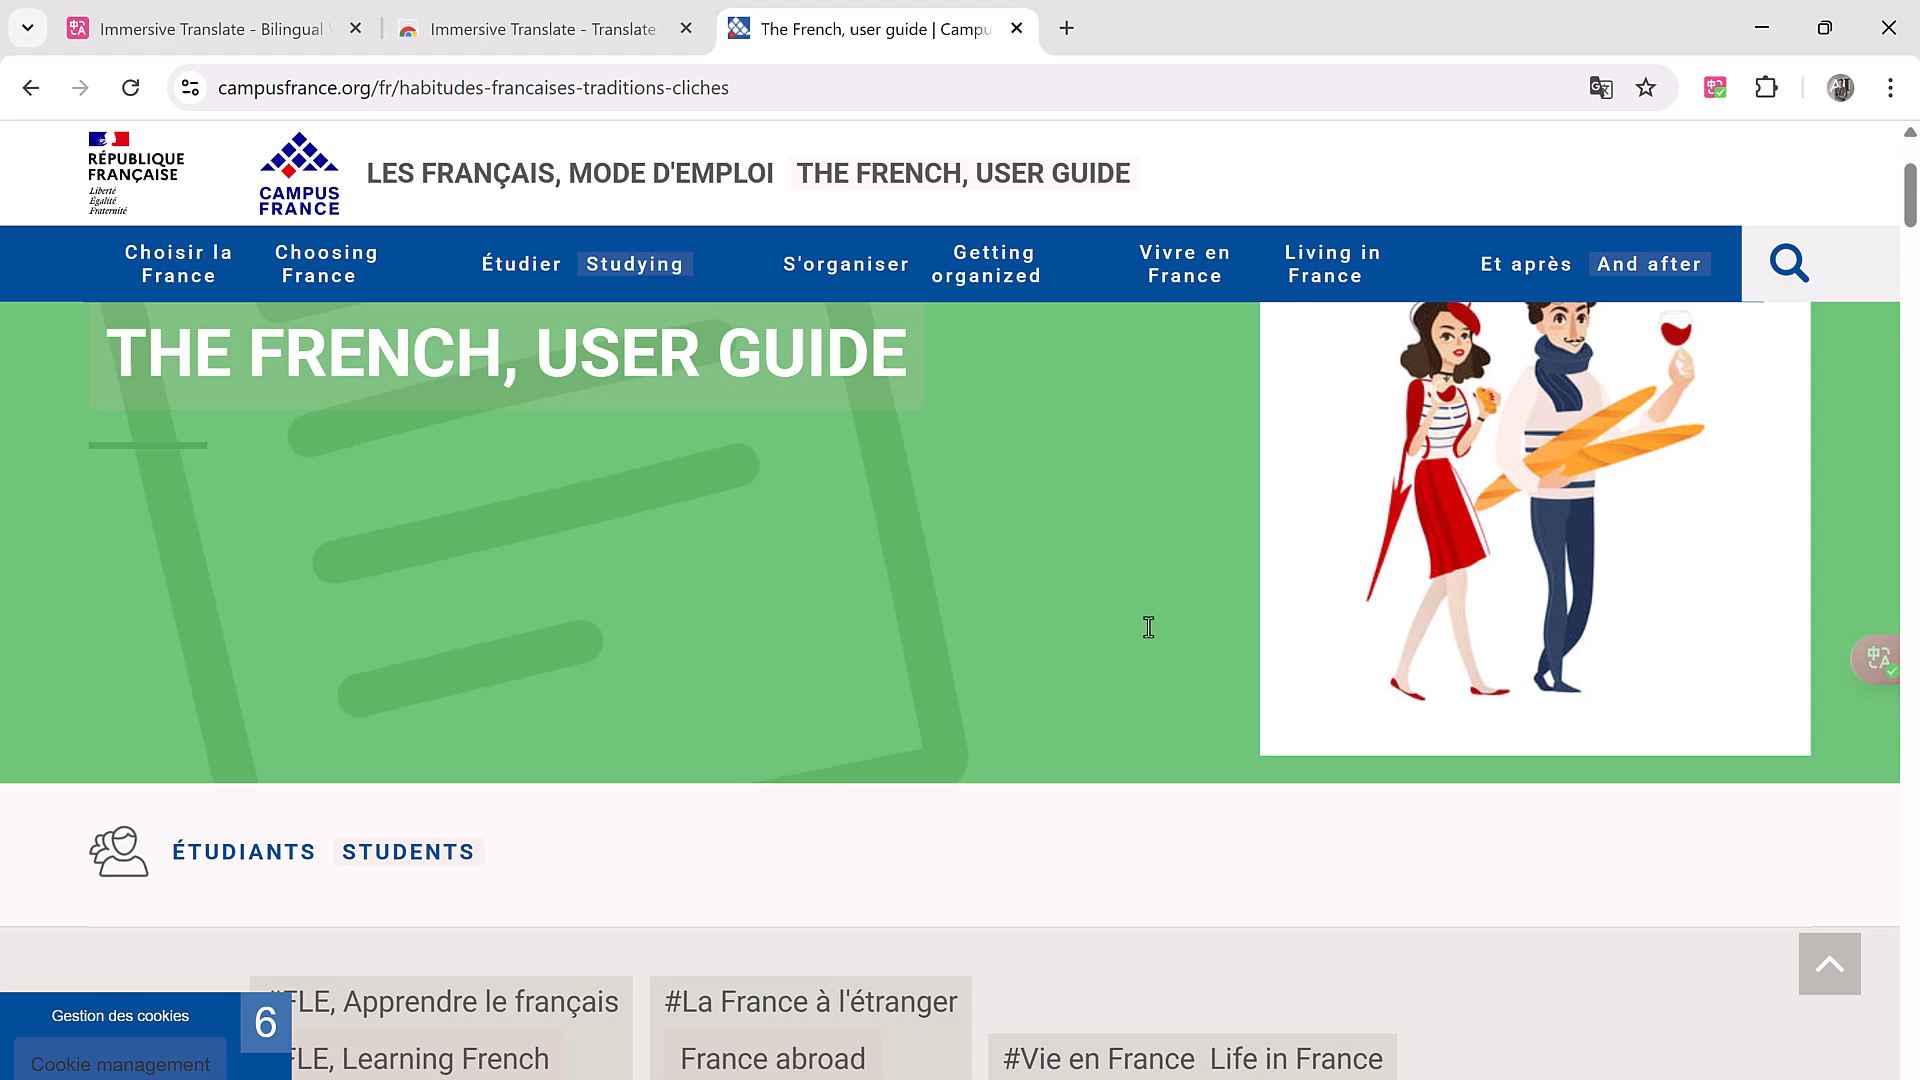 Immersive Translate - Bilingual
Immersive Translate - Translate
The French, user guide | Campu
campusfrance.org/fr/habitudes-francaises-traditions-cliches
RÉPUBLIQUE
FRANÇAISE
Liberté
Égalité
Fraternité
CAMPUS
FRANCE
LES FRANÇAIS, MODE D'EMPLOI THE FRENCH, USER GUIDE
Choisir la
France
Choosing
France
Étudier Studying
S'organiser
Getting
organized
Vivre en
France
Living in
France
Et après And after
THE FRENCH, USER GUIDE
ÉTUDIANTS STUDENTS
#FLE, Apprendre le français
FLE, Learning French
#La France à l'étranger
France abroad
#Vie en France Life in France
Gestion des cookies
Cookie management
6